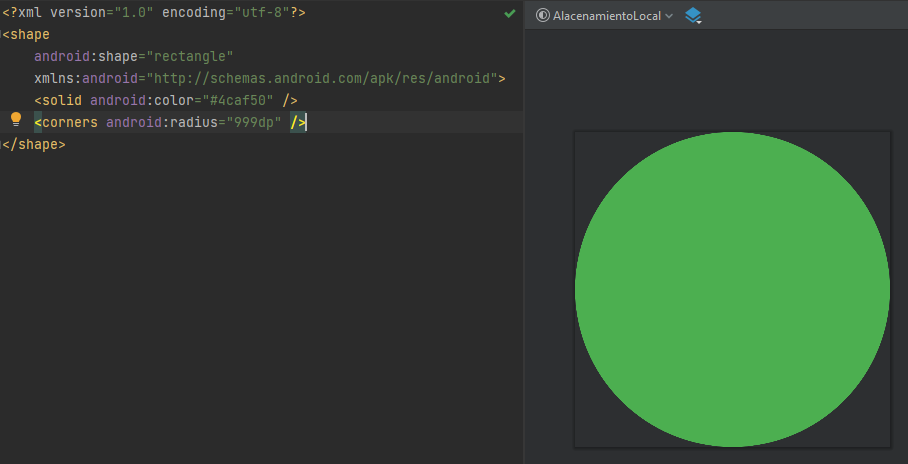 <?xml version="1.0" encoding="utf-8"?>
<shape
    android:shape="rectangle"
    xmlns:android="http://schemas.android.com/apk/res/android">
    <solid android:color="#4caf50" />
    <corners android:radius="999dp" />
</shape>
AlacenamientoLocal